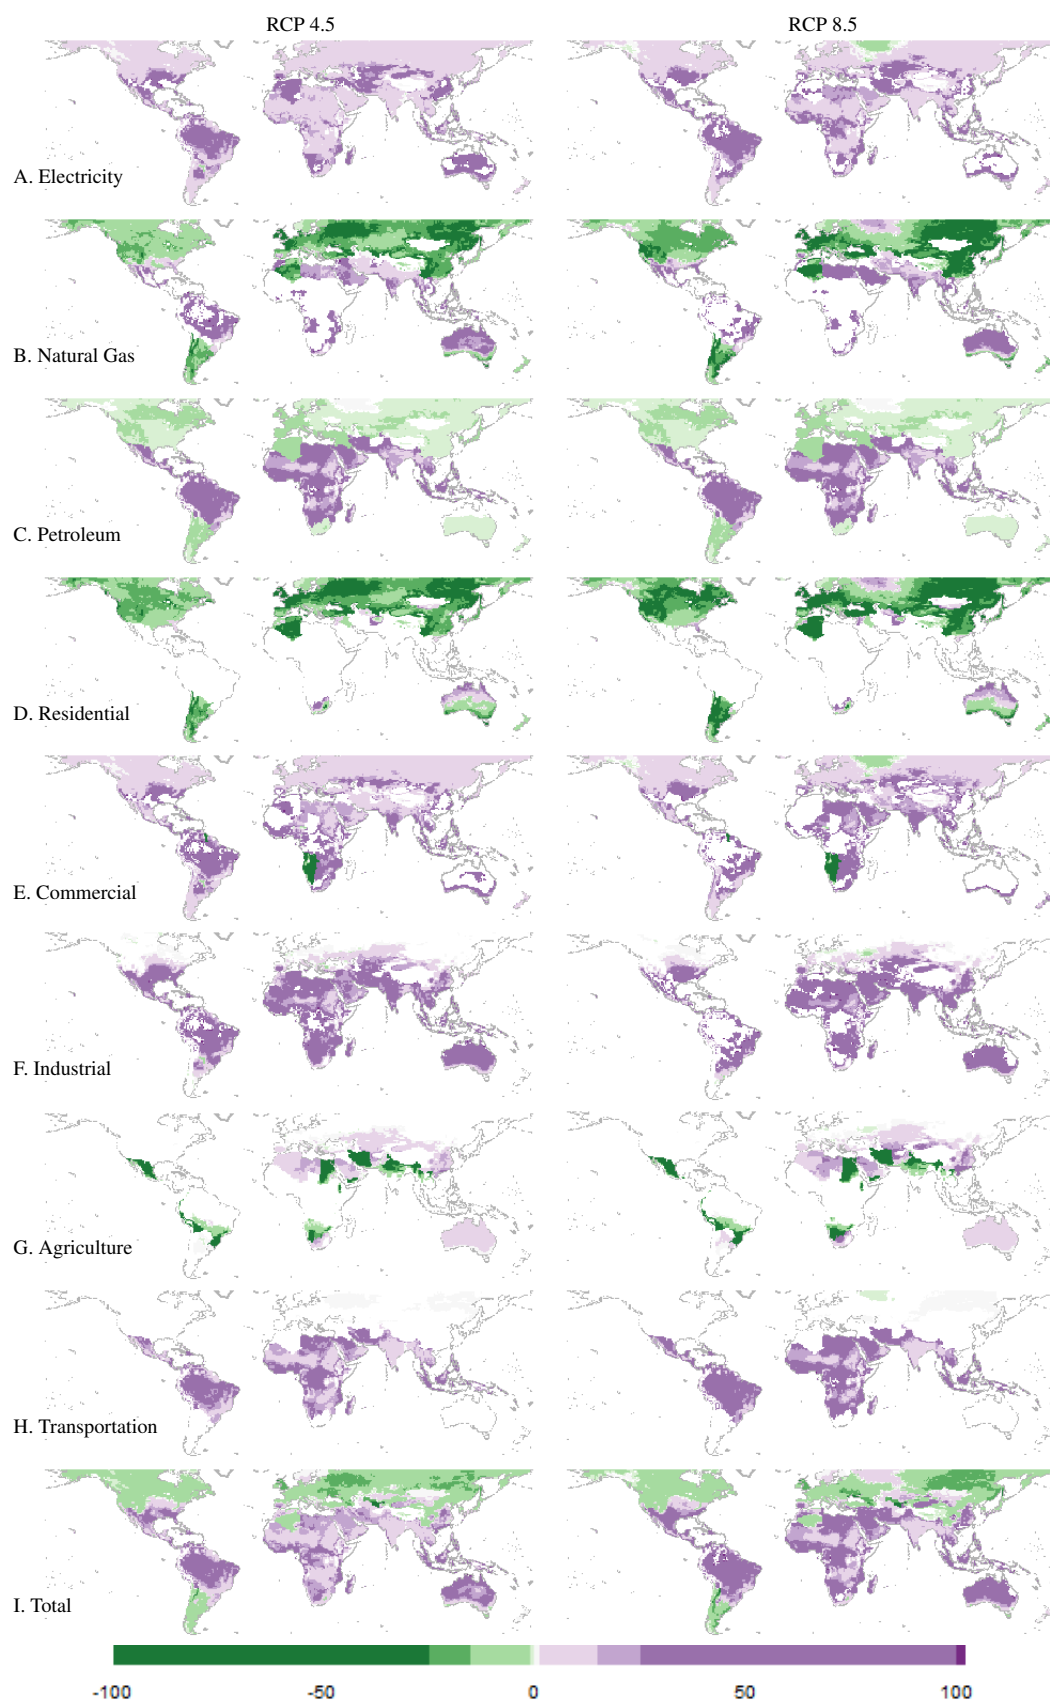 RCP 4.5 RCP 8.5
A. Electricity
B. Natural Gas
C. Petroleum
D. Residential
E. Commercial
F. Industrial
G. Agriculture
H. Transportation
I. Total
-100 -50 0 50 100